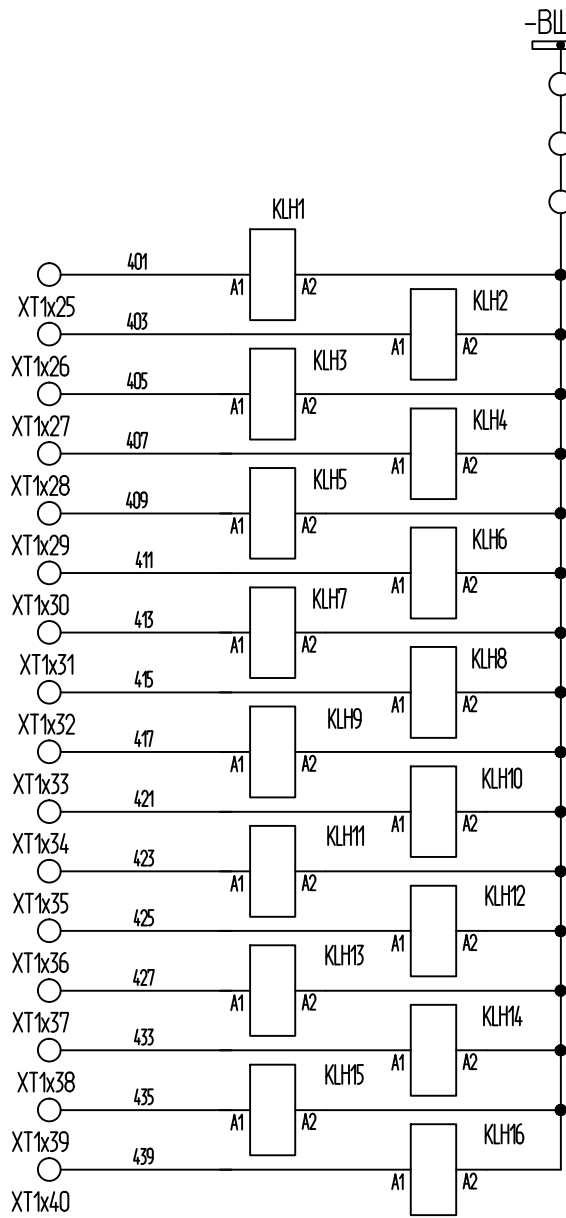 -ВШ
KLH1
401
A1 A2
XT1x25
KLH2
403
A1 A2
XT1x26
KLH3
405
A1 A2
XT1x27
KLH4
407
A1 A2
XT1x28
KLH5
409
A1 A2
XT1x29
KLH6
411
A1 A2
XT1x30
KLH7
413
A1 A2
XT1x31
KLH8
415
A1 A2
XT1x32
KLH9
417
A1 A2
XT1x33
KLH10
421
A1 A2
XT1x34
KLH11
423
A1 A2
XT1x35
KLH12
425
A1 A2
XT1x36
KLH13
427
A1 A2
XT1x37
KLH14
433
A1 A2
XT1x38
KLH15
435
A1 A2
XT1x39
KLH16
439
A1 A2
XT1x40